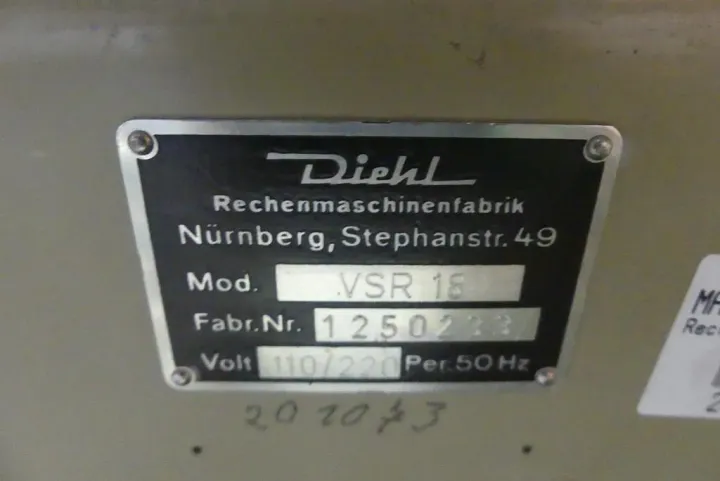 Diehl
Rechenmaschinenfabrik
Nürnberg, Stephanstr. 49
Mod. VSR 18
Fabr.Nr. 1250233
Volt 110/220 Per. 50 Hz